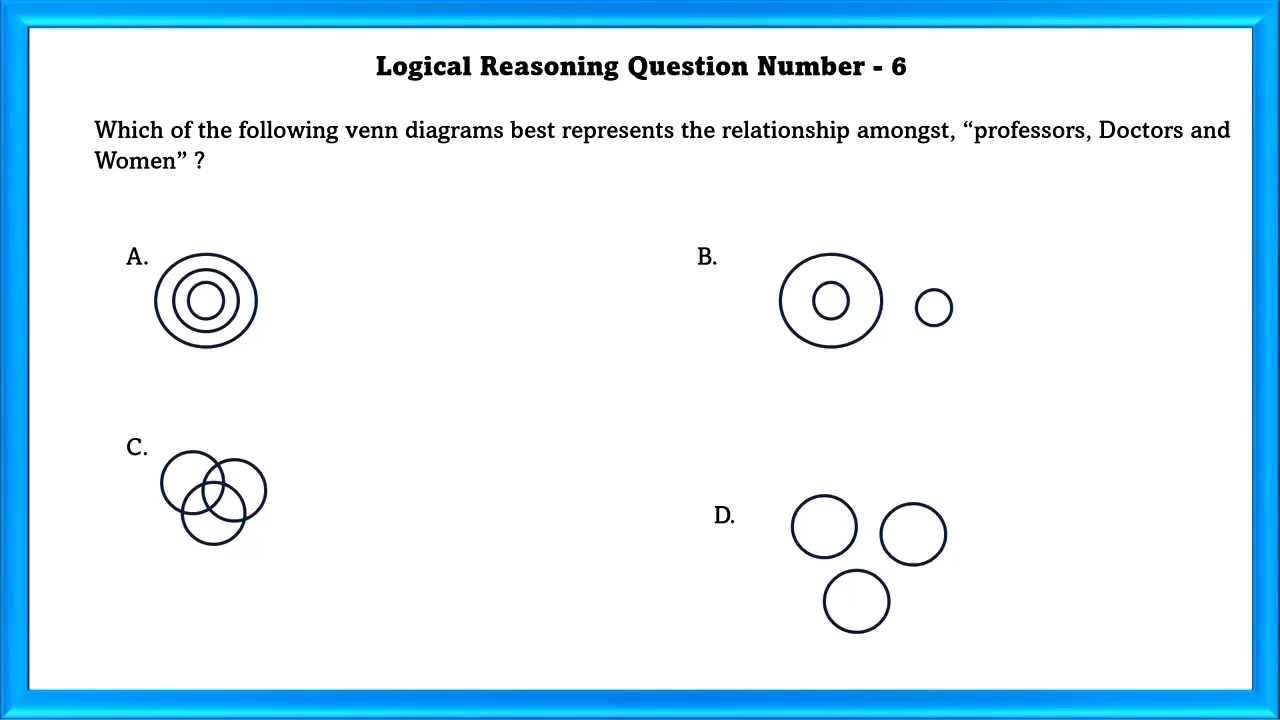 Logical Reasoning Question Number - 6
Which of the following venn diagrams best represents the relationship amongst, “professors, Doctors and
Women” ?
A.
B.
C.
D.